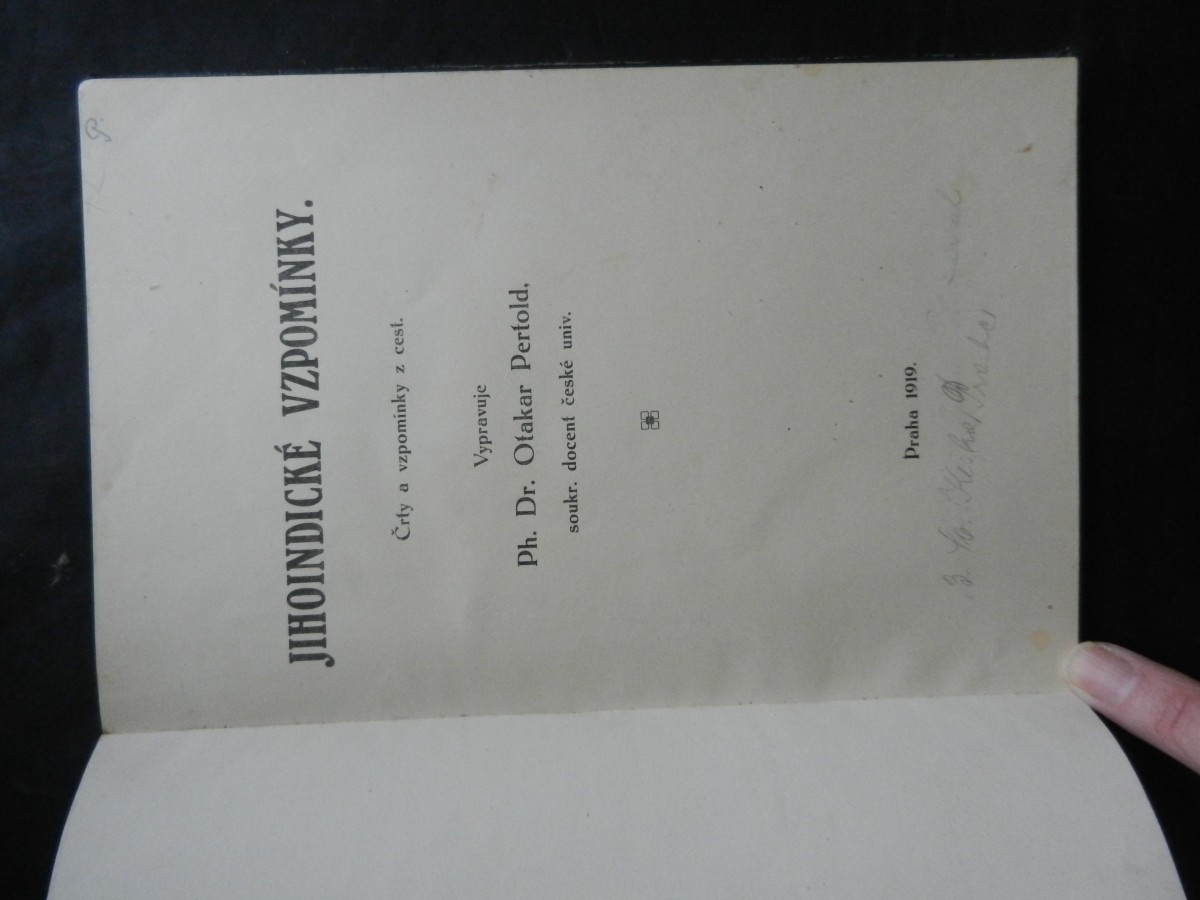 JIHOINDICKÉ VZPOMÍNKY.
Črty a vzpomínky z cest.
Vypravuje
Ph. Dr. Otakar Pertold,
soukr. docent české univ.
Praha 1919.